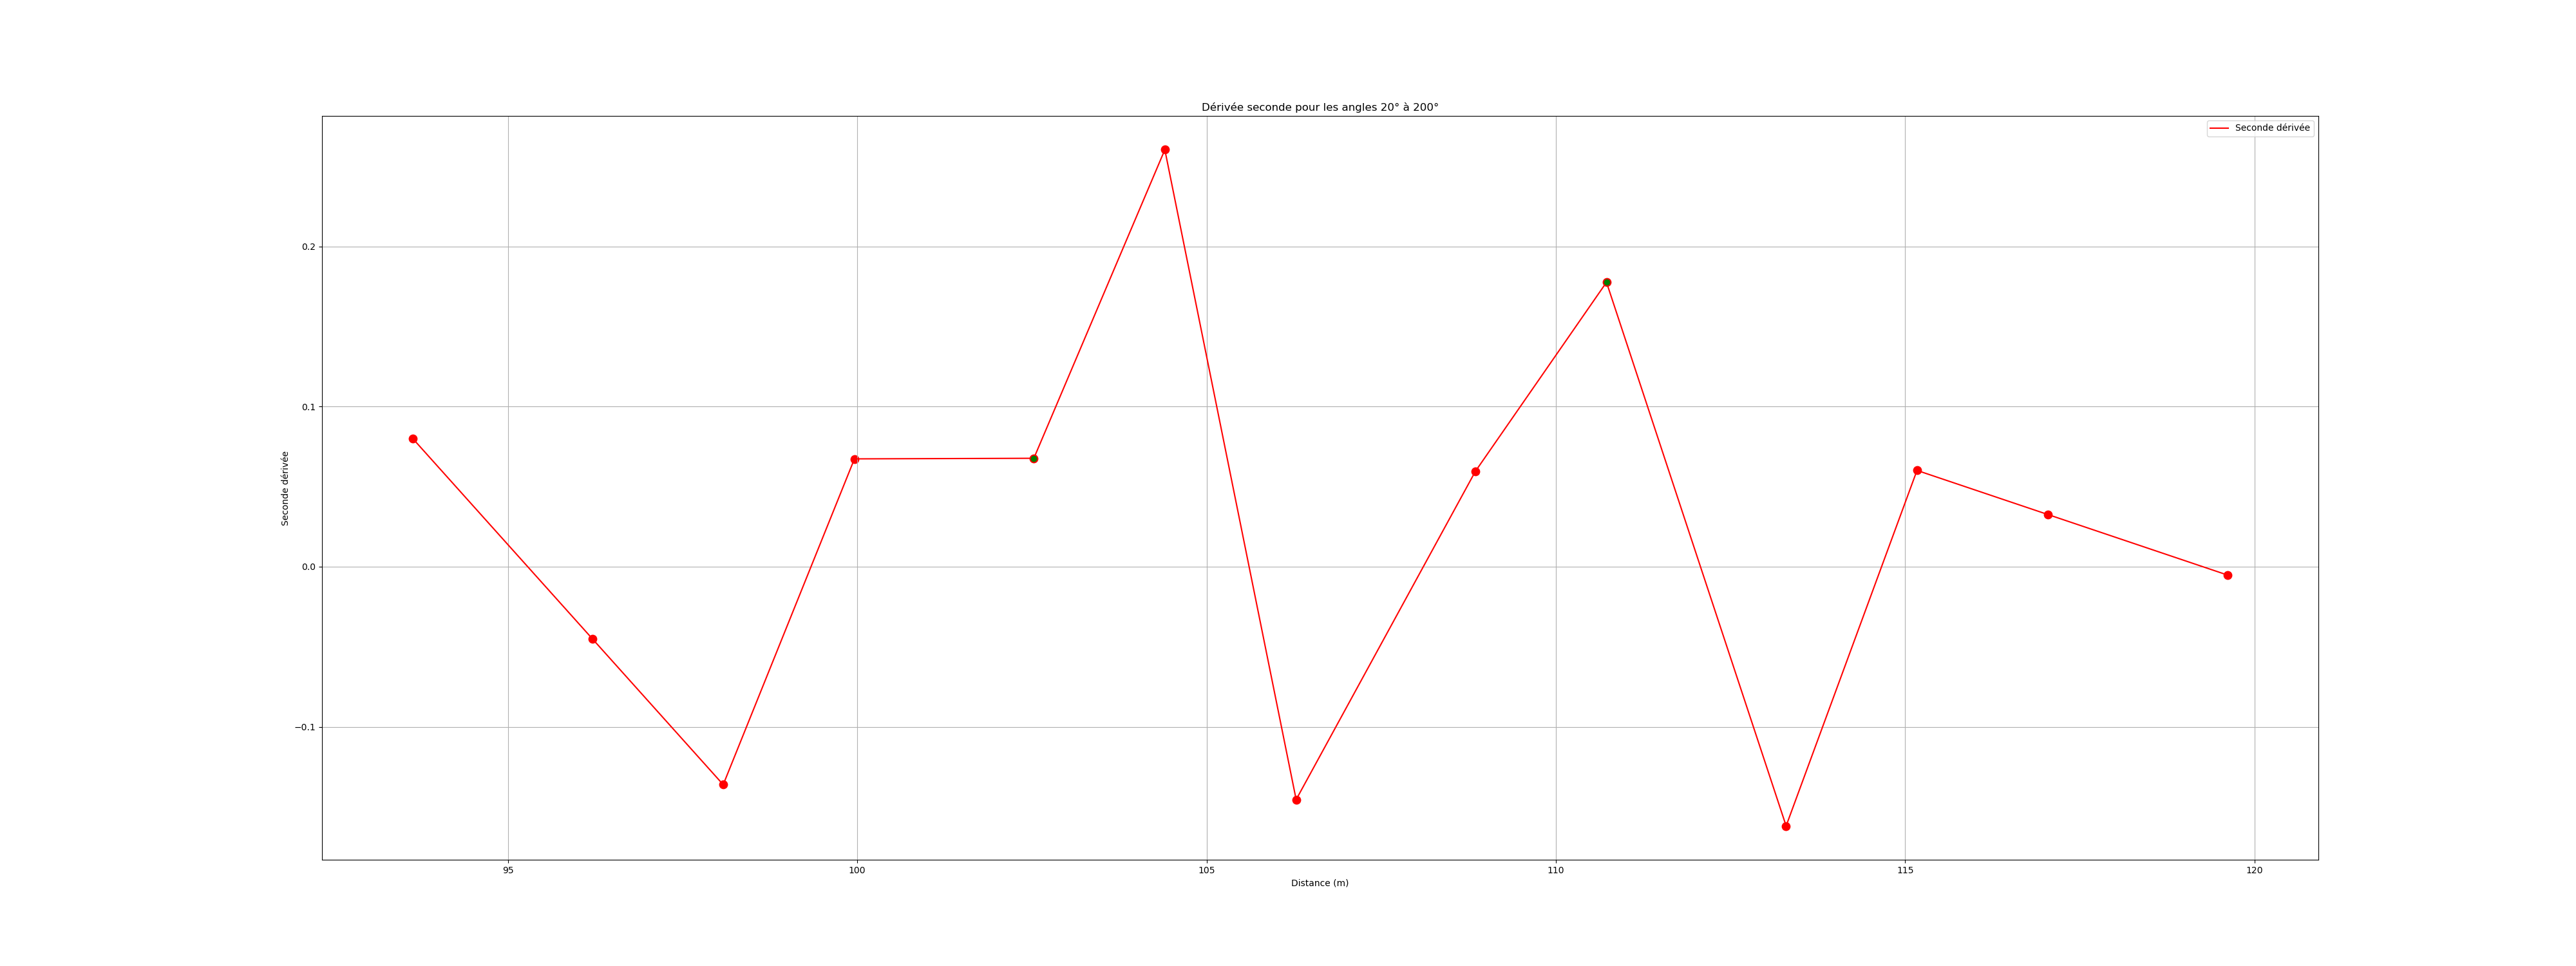 Dérivée seconde pour les angles 20° à 200°
Seconde dérivée
0.2
0.1
0.0
−0.1
Seconde dérivée
95
100
105
110
115
120
Distance (m)